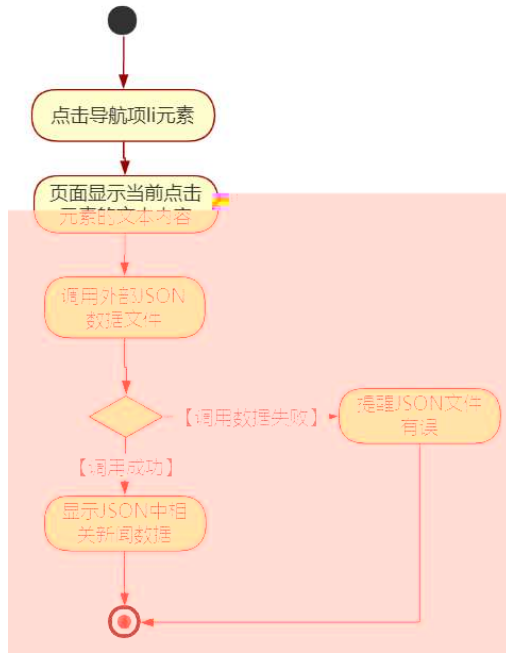 点击导航项li元素
页面显示当前点击
元素的文本内容
调用外部JSON
数据文件
【调用数据失败】
提醒JSON文件
有误
【调用成功】
显示JSON中相
关新闻数据